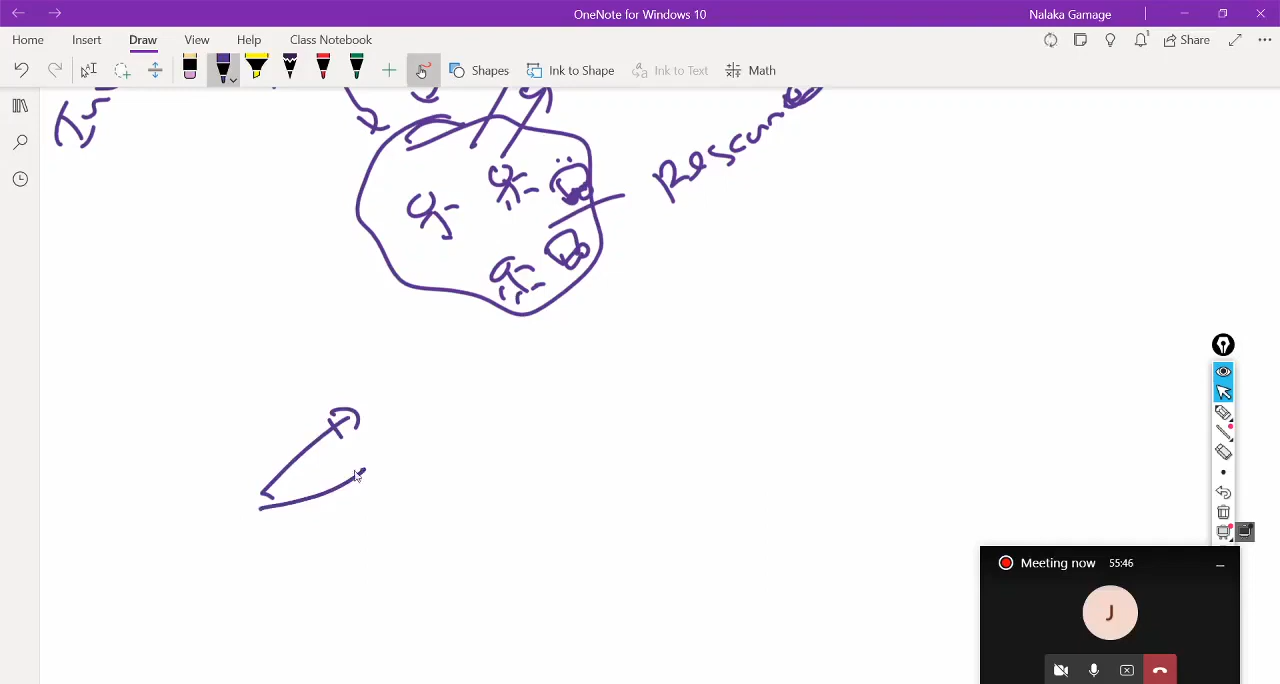 OneNote for Windows 10
Nalaka Gamage
Home Insert Draw View Help Class Notebook
Share
Shapes Ink to Shape Ink to Text Math
Meeting now 55:46
J